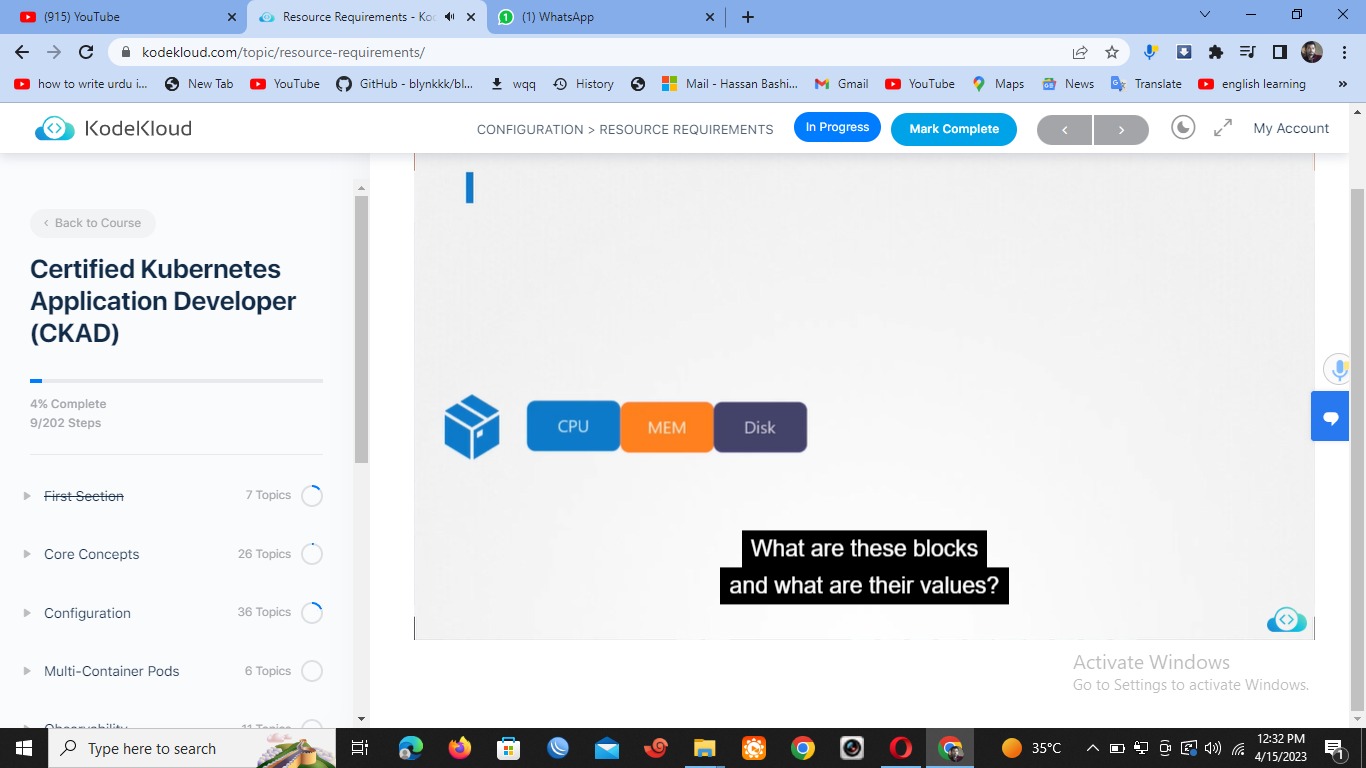 (915) YouTube
Resource Requirements - Ko
(1) WhatsApp
kodekloud.com/topic/resource-requirements/
how to write urdu i...
New Tab
YouTube
GitHub - blynkkk/bl...
wqq
History
Mail - Hassan Bashi...
Gmail
YouTube
Maps
News
Translate
english learning
»
KodeKloud
CONFIGURATION > RESOURCE REQUIREMENTS
In Progress
Mark Complete
My Account
Back to Course
Certified Kubernetes
Application Developer
(CKAD)
4% Complete
9/202 Steps
First Section 7 Topics
Core Concepts 26 Topics
Configuration 36 Topics
Multi-Container Pods 6 Topics
Observability 11 Topics
CPU
MEM
Disk
What are these blocks
and what are their values?
Activate Windows
Go to Settings to activate Windows.
Type here to search
35°C
12:32 PM
4/15/2023
1